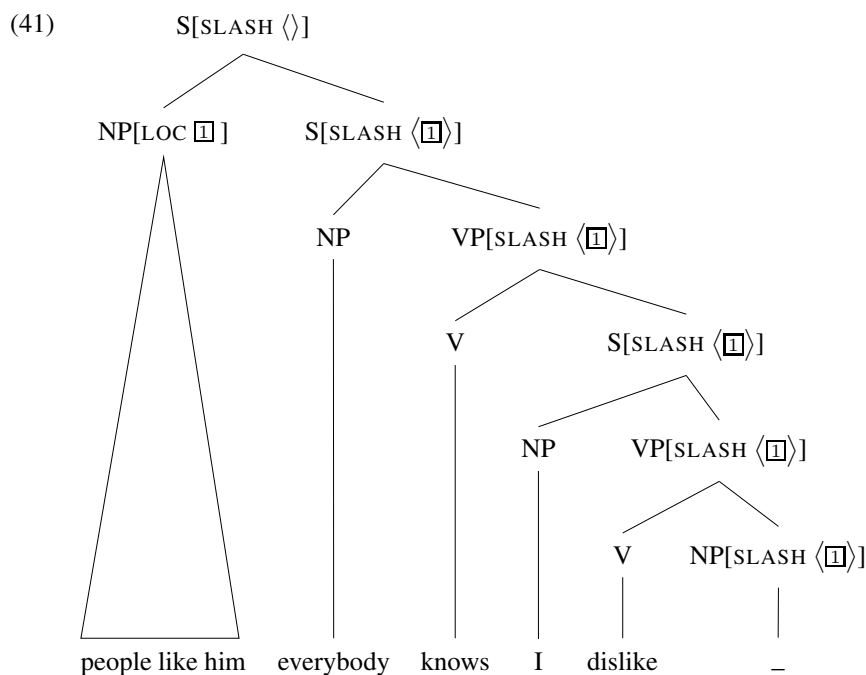 (41) S[SLASH ⟨⟩]
NP[LOC 1 ] S[SLASH ⟨1⟩]
NP VP[SLASH ⟨1⟩]
V S[SLASH ⟨1⟩]
NP VP[SLASH ⟨1⟩]
V NP[SLASH ⟨1⟩]
people like him everybody knows I dislike _